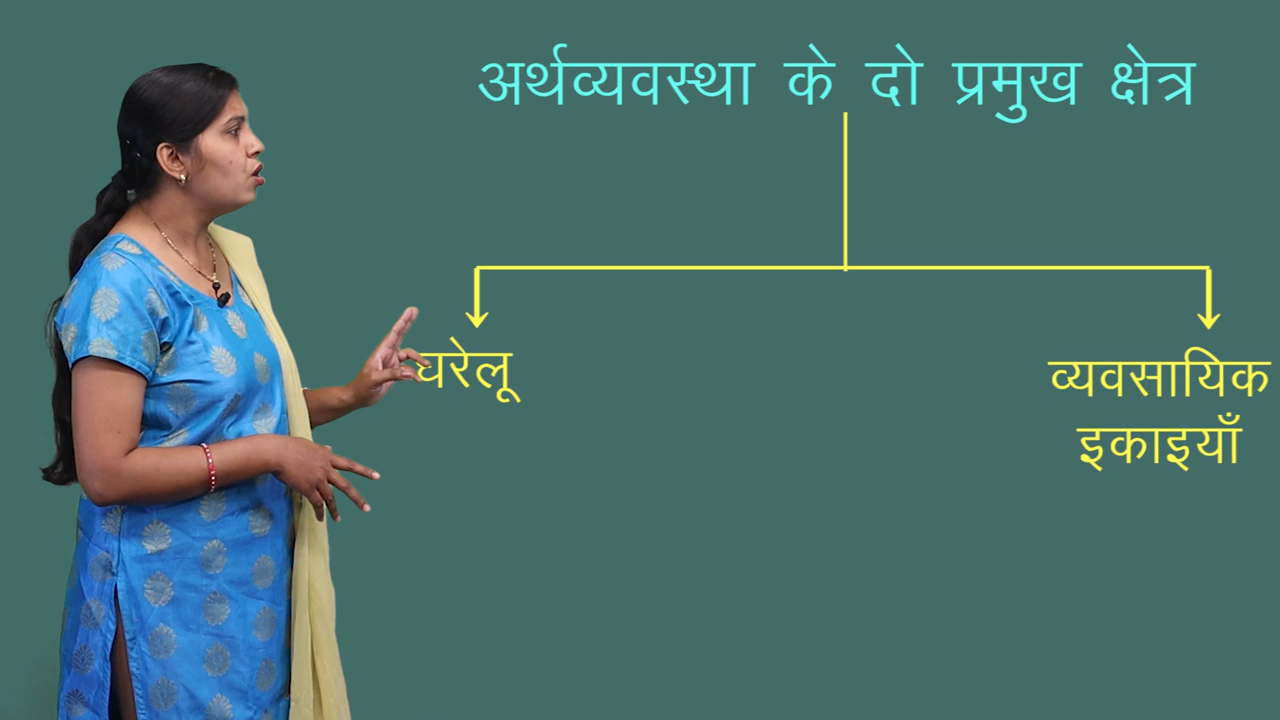 अर्थव्यवस्था के दो प्रमुख क्षेत्र
घरेलू
व्यवसायिक
इकाइयाँ